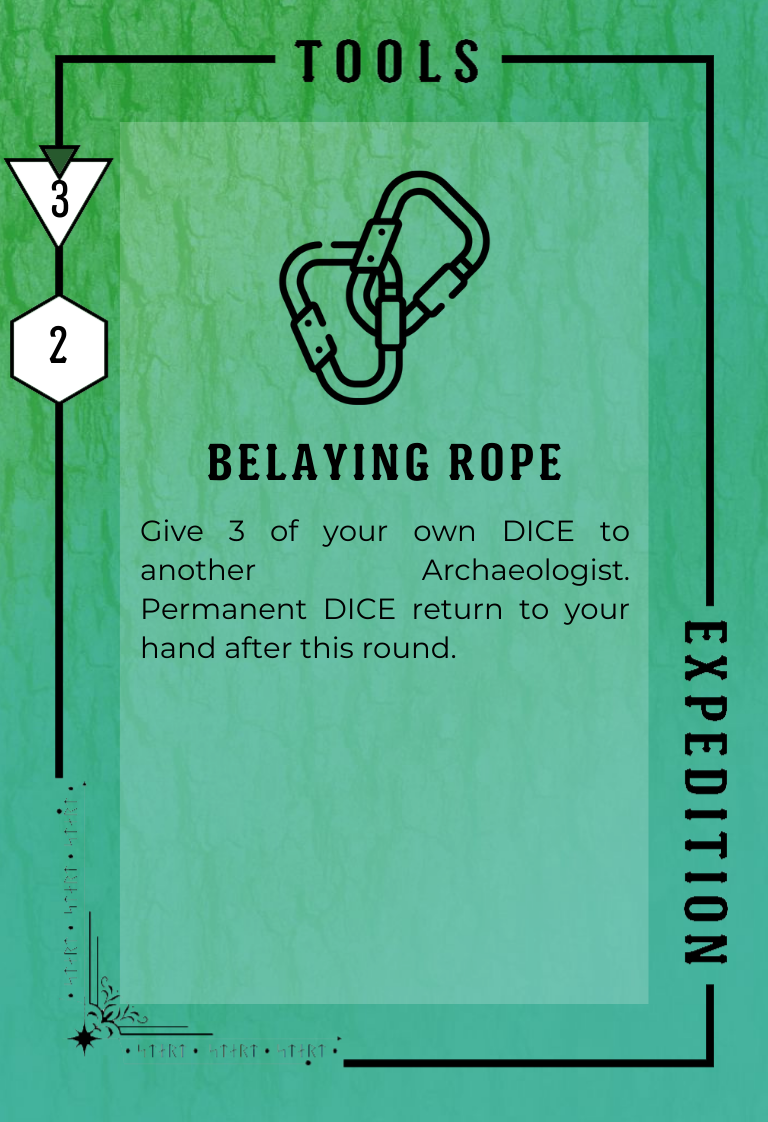 TOOLS
3
2
BELAYING ROPE
Give 3 of your own DICE to
another Archaeologist.
Permanent DICE return to your
hand after this round.
EXPEDITION